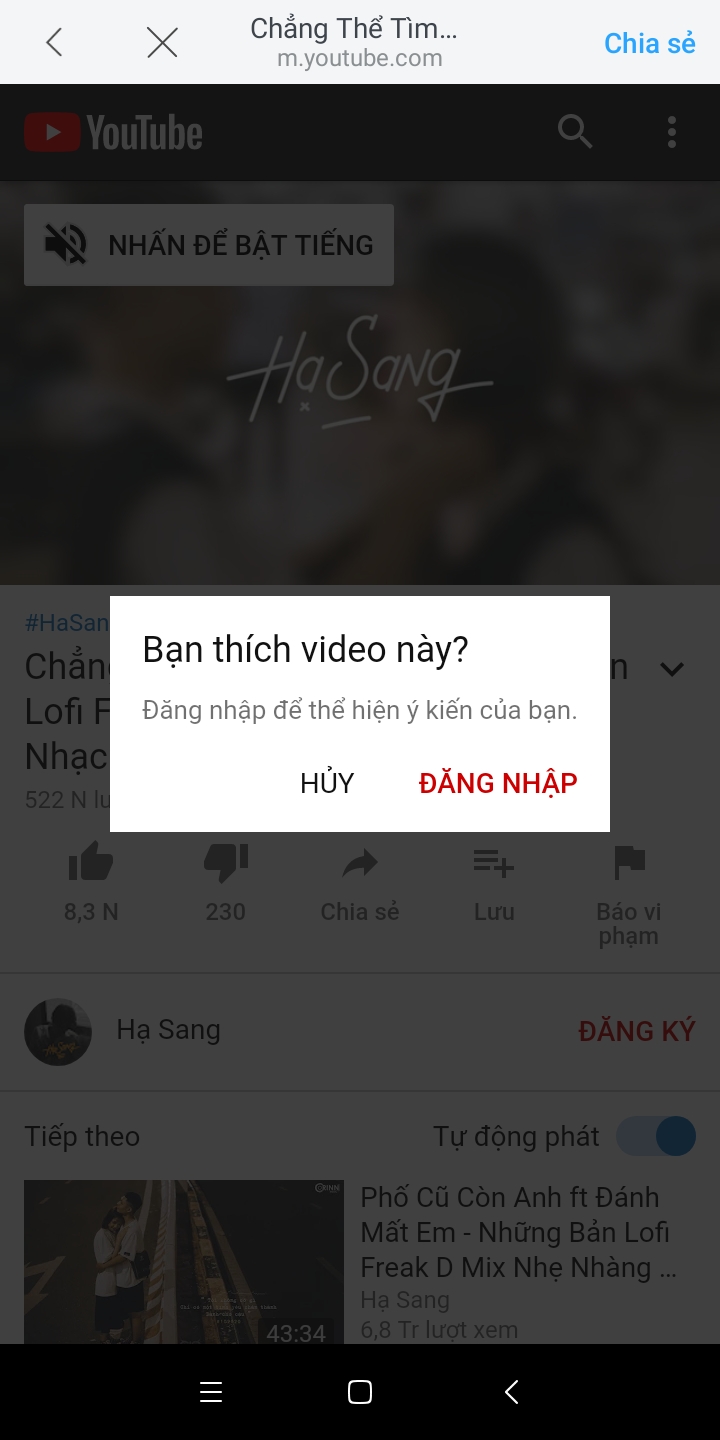 Chẳng Thể Tìm...
m.youtube.com
Chia sẻ
YouTube
NHẤN ĐỂ BẬT TIẾNG
Hạ Sang
#HaSan
Bạn thích video này?
Đăng nhập để thể hiện ý kiến của bạn.
HỦY
ĐĂNG NHẬP
Chẳn
n
Lofi F
Nhạc
522 N lư
8,3 N
230
Chia sẻ
Lưu
Báo vi
phạm
Hạ Sang
ĐĂNG KÝ
Tiếp theo
Tự động phát
43:34
Phố Cũ Còn Anh ft Đánh
Mất Em - Những Bản Lofi
Freak D Mix Nhẹ Nhàng ...
Hạ Sang
6,8 Tr lượt xem